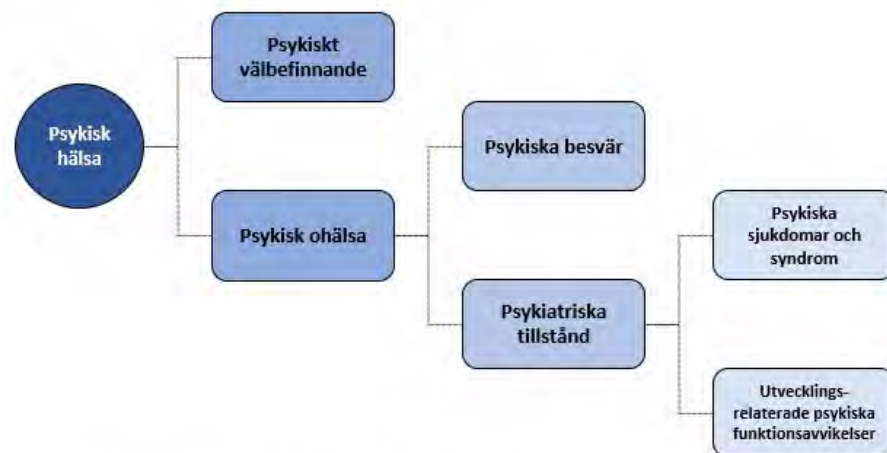 Psykisk
hälsa
Psykiskt
välbefinnande
Psykisk ohälsa
Psykiska besvär
Psykiatriska
tillstånd
Psykiska
sjukdomar och
syndrom
Utvecklings-
relaterade psykiska
funktionsavvikelser